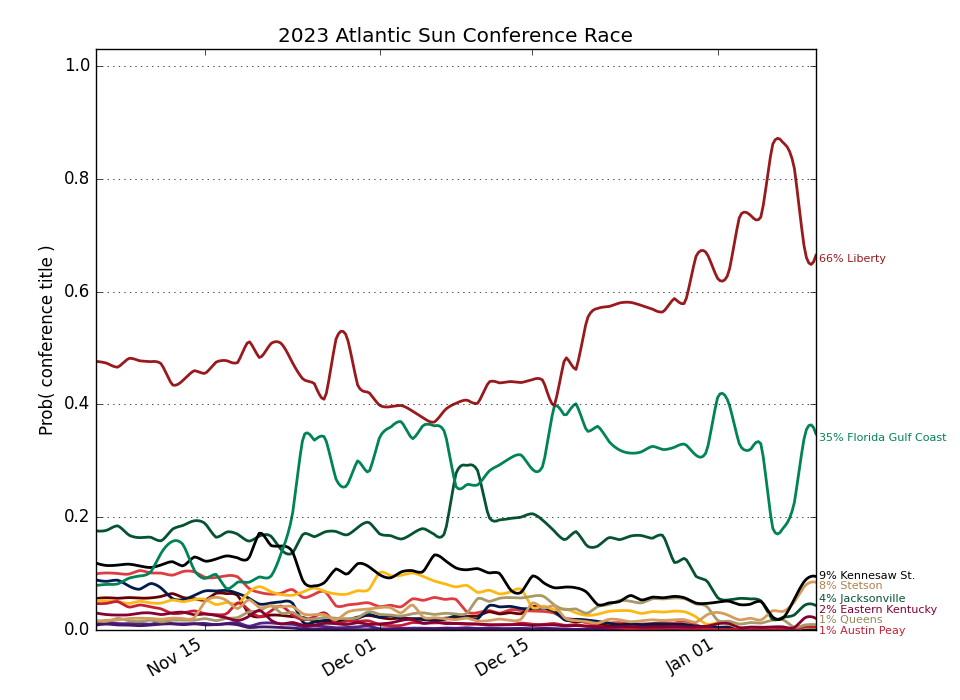 2023 Atlantic Sun Conference Race
Prob( conference title )
1.0
0.8
0.6
0.4
0.2
0.0
Nov 15
Dec 01
Dec 15
Jan 01
66% Liberty
35% Florida Gulf Coast
9% Kennesaw St.
8% Stetson
4% Jacksonville
2% Eastern Kentucky
1% Queens
1% Austin Peay